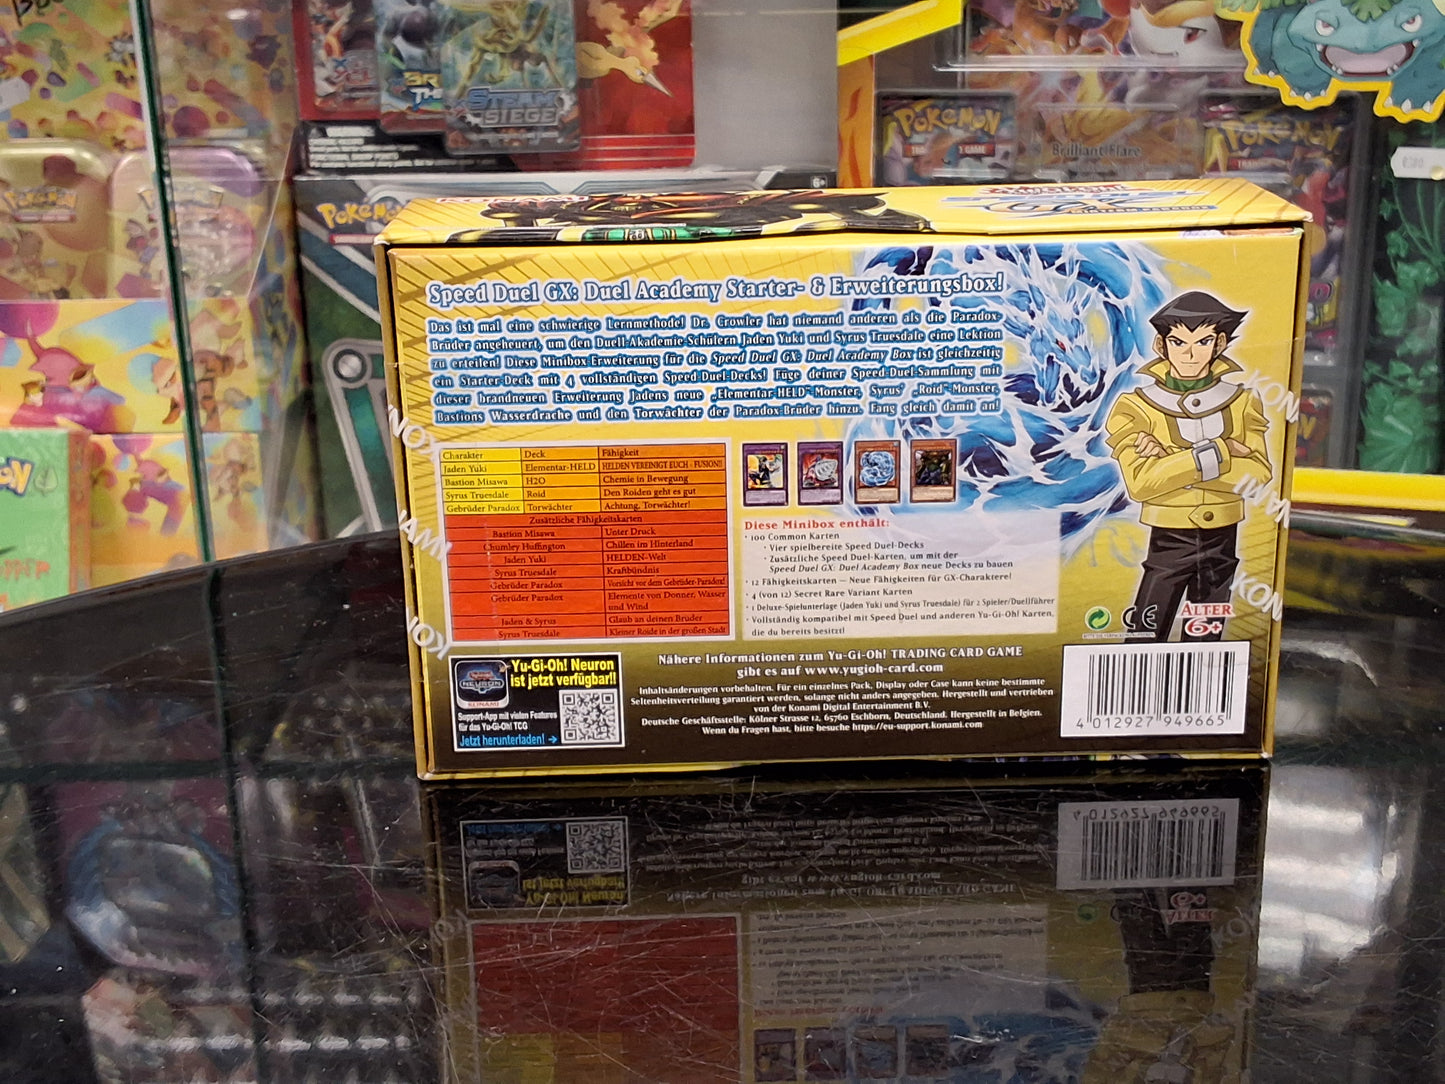 STEAM
SIEGE
POKÉMON
Brilliant Flare
KONAMI
Speed Duel GX: Duel Academy Starter- & Erweiterungsbox!
Das ist mal eine schwierige Lernmethode! Dr. Crowler hat niemand anderen als die Paradox-
Brüder angeheuert, um den Duell-Akademie-Schülern Jaden Yuki und Syrus Truesdale eine Lektion
zu erteilen! Diese Minibox-Erweiterung für die Speed Duel GX: Duel Academy Box ist gleichzeitig
ein Starter-Deck mit 4 vollständigen Speed-Duel-Decks! Füge deiner Speed-Duel-Sammlung mit
dieser brandneuen Erweiterung Jadens neue „Elementar-HELD"-Monster, Syrus' „Roid"-Monster,
Bastions Wasserdrache und den Torwächter der Paradox-Brüder hinzu. Fang gleich damit an!
Charakter Deck Fähigkeit
Jaden Yuki Elementar-HELD HELDEN VEREINIGT EUCH - FUSION!!
Bastion Misawa H2O Chemie in Bewegung
Syrus Truesdale Roid Den Roiden geht es gut
Gebrüder Paradox Torwächter Achtung, Torwächter!
Zusätzliche Fähigkeitskarten
Bastion Misawa Unter Druck
Chumley Huffington Chillen im Hinterland
Jaden Yuki HELDEN-Welt
Syrus Truesdale Kraftbündnis
Gebrüder Paradox Vorsicht vor dem Gebrüder-Paradox!
Gebrüder Paradox Elemente von Donner, Wasser
und Wind
Jaden & Syrus Glaub an deinen Bruder
Syrus Truesdale Kleiner Roide in der großen Stadt
Diese Minibox enthält:
• 100 Common Karten
• Vier spielbereite Speed Duel-Decks
• Zusätzliche Speed Duel-Karten, um mit der
Speed Duel GX: Duel Academy Box neue Decks zu bauen
• 12 Fähigkeitskarten — Neue Fähigkeiten für GX-Charaktere!
• 4 (von 12) Secret Rare Variant Karten
• 1 Deluxe-Spielunterlage (Jaden Yuki und Syrus Truesdale) für 2 Spieler/Duellführer
• Vollständig kompatibel mit Speed Duel und anderen Yu-Gi-Oh! Karten,
die du bereits besitzt!
CE
ALTER
6+
NEURON
KONAMI
Yu-Gi-Oh! Neuron
ist jetzt verfügbar!!
Support-App mit vielen Features
für das Yu-Gi-Oh! TCG
Jetzt herunterladen! →
Nähere Informationen zum Yu-Gi-Oh! TRADING CARD GAME
gibt es auf www.yugioh-card.com
Inhaltsänderungen vorbehalten. Für ein einzelnes Pack, Display oder Case kann keine bestimmte
Seltenheitsverteilung garantiert werden, solange nicht anders angegeben. Hergestellt und vertrieben
von der Konami Digital Entertainment B.V.
Deutsche Geschäftsstelle: Kölner Strasse 12, 65760 Eschborn, Deutschland. Hergestellt in Belgien.
Wenn du Fragen hast, bitte besuche https://eu-support.konami.com
4 012927 949665